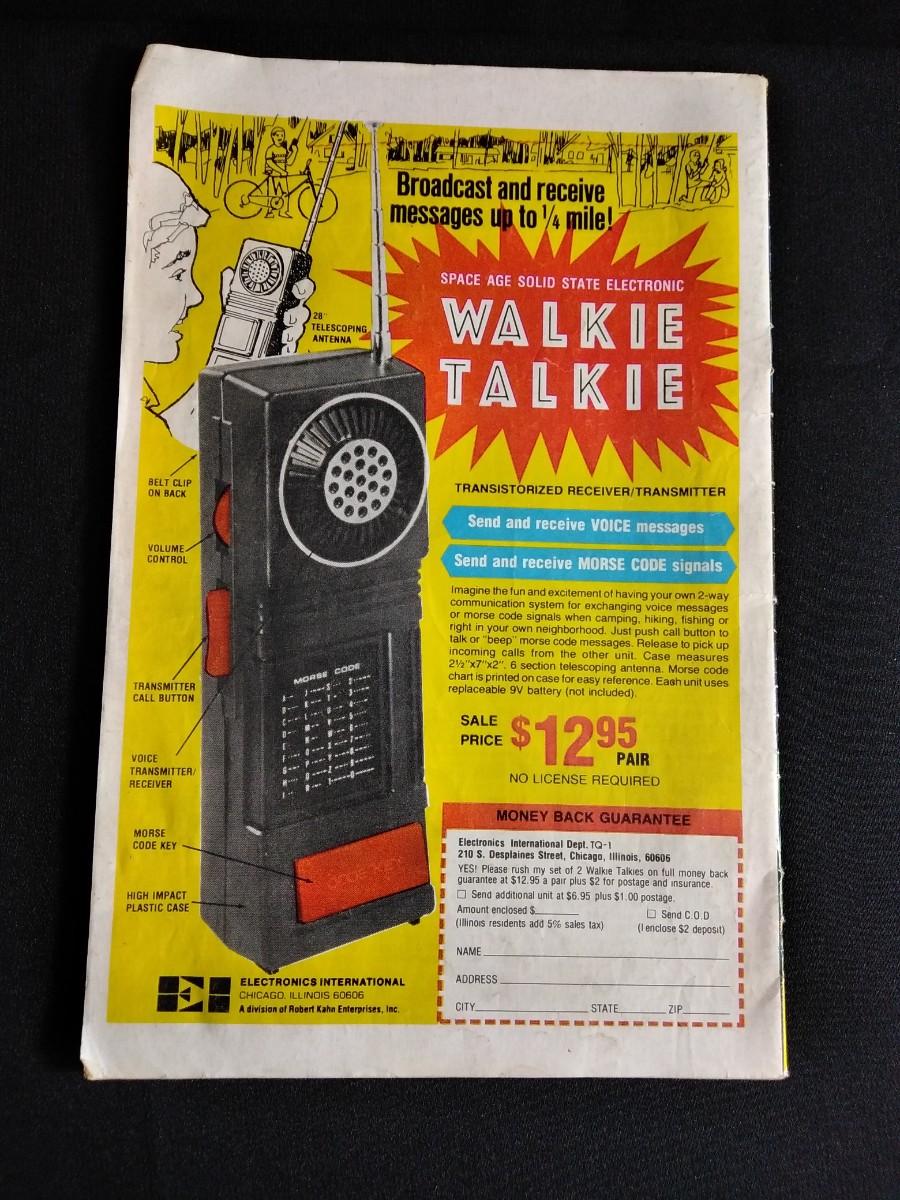 Broadcast and receive
messages up to 1/4 mile!
SPACE AGE SOLID STATE ELECTRONIC
WALKIE
TALKIE
28"
TELESCOPING
ANTENNA
BELT CLIP
ON BACK
VOLUME
CONTROL
TRANSMITTER
CALL BUTTON
VOICE
TRANSMITTER/
RECEIVER
MORSE
CODE KEY
HIGH IMPACT
PLASTIC CASE
MORSE CODE
TRANSISTORIZED RECEIVER/TRANSMITTER
Send and receive VOICE messages
Send and receive MORSE CODE signals
Imagine the fun and excitement of having your own 2-way
communication system for exchanging voice messages
or morse code signals when camping, hiking, fishing or
right in your own neighborhood. Just push call button to
talk or "beep" morse code messages. Release to pick up
incoming calls from the other unit. Case measures
2½"x7"x2". 6 section telescoping antenna. Morse code
chart is printed on case for easy reference. Each unit uses
replaceable 9V battery (not included).
SALE
PRICE $12.95
PAIR
NO LICENSE REQUIRED
MONEY BACK GUARANTEE
Electronics International Dept. TQ-1
210 S. Desplaines Street, Chicago, Illinois, 60606
YES! Please rush my set of 2 Walkie Talkies on full money back
guarantee at $12.95 a pair plus $2 for postage and insurance.
☐ Send additional unit at $6.95 plus $1.00 postage.
Amount enclosed $______ ☐ Send C.O.D
(Illinois residents add 5% sales tax) (I enclose $2 deposit)
NAME
ADDRESS
CITY STATE ZIP
EI
ELECTRONICS INTERNATIONAL
CHICAGO, ILLINOIS 60606
A division of Robert Kahn Enterprises, Inc.